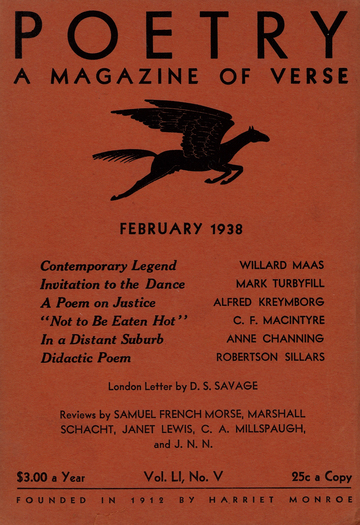 POETRY
A MAGAZINE OF VERSE
FEBRUARY 1938
Contemporary Legend WILLARD MAAS
Invitation to the Dance MARK TURBYFILL
A Poem on Justice ALFRED KREYMBORG
"Not to Be Eaten Hot" C. F. MACINTYRE
In a Distant Suburb ANNE CHANNING
Didactic Poem ROBERTSON SILLARS
London Letter by D. S. SAVAGE
Reviews by SAMUEL FRENCH MORSE, MARSHALL
SCHACHT, JANET LEWIS, C. A. MILLSPAUGH,
and J. N. N.
$3.00 a Year Vol. LI, No. V 25c a Copy
FOUNDED IN 1912 BY HARRIET MONROE